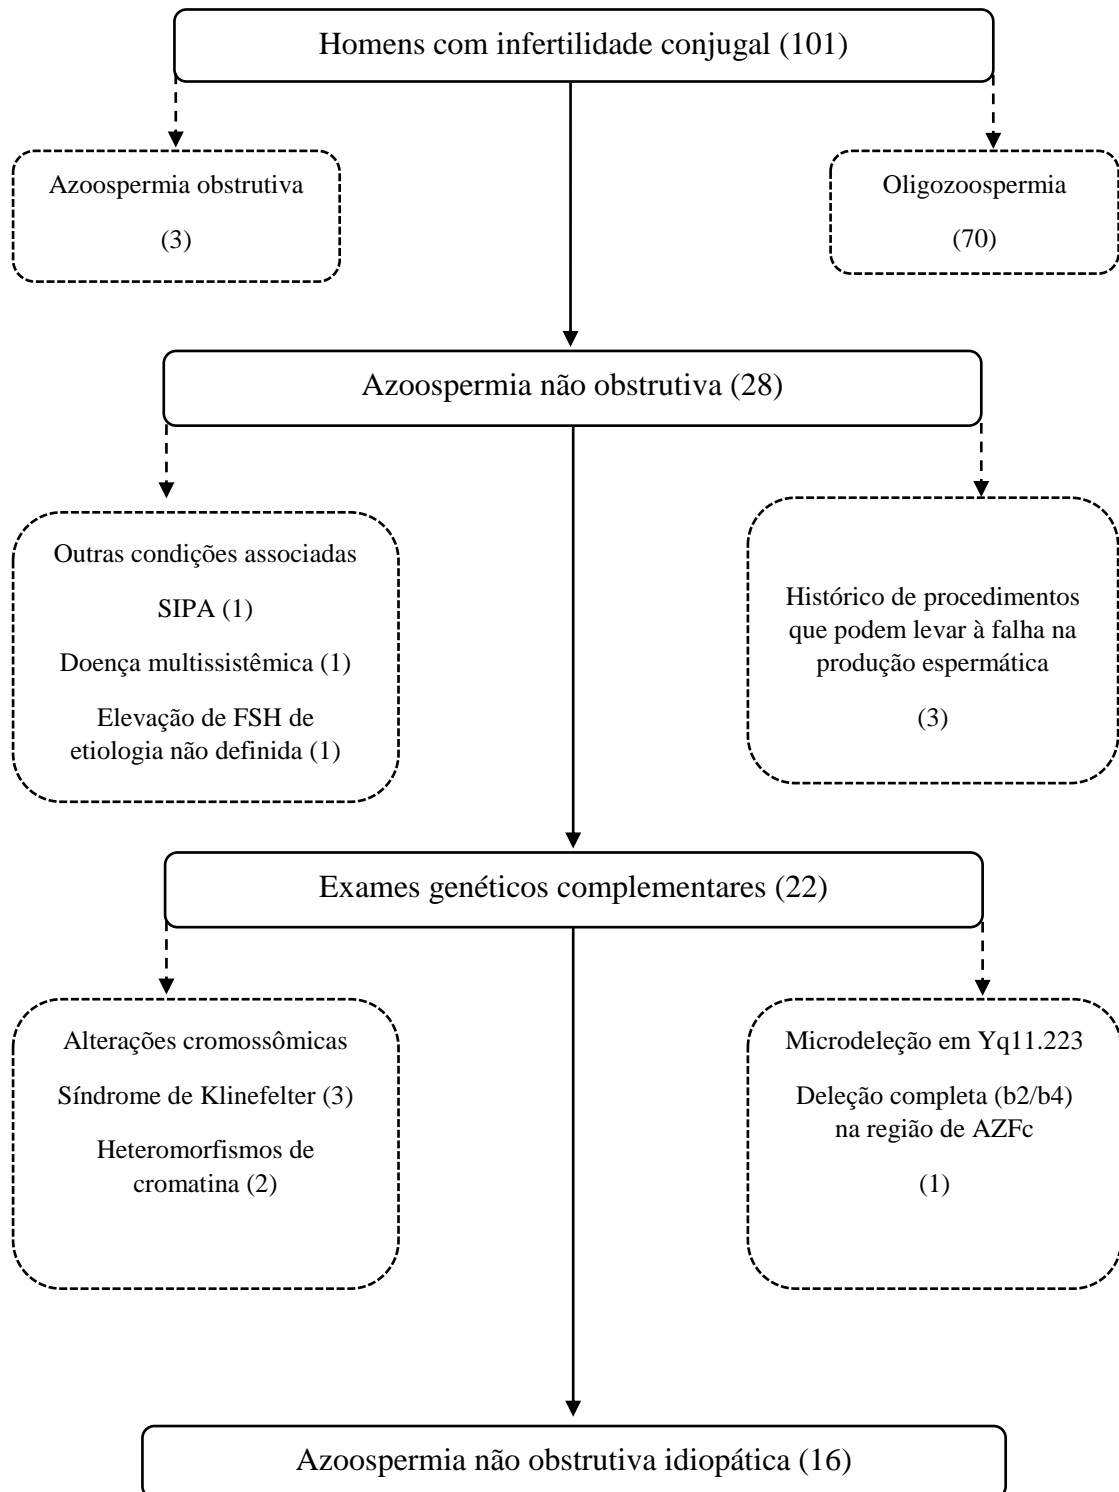 Homens com infertilidade conjugal (101)
Azoospermia obstrutiva
(3)
Oligozoospermia
(70)
Azoospermia não obstrutiva (28)
Outras condições associadas
SIPA (1)
Doença multissistêmica (1)
Elevação de FSH de
etiologia não definida (1)
Histórico de procedimentos
que podem levar à falha na
produção espermática
(3)
Exames genéticos complementares (22)
Alterações cromossômicas
Síndrome de Klinefelter (3)
Heteromorfismos de
cromatina (2)
Microdeleção em Yq11.223
Deleção completa (b2/b4)
na região de AZFc
(1)
Azoospermia não obstrutiva idiopática (16)